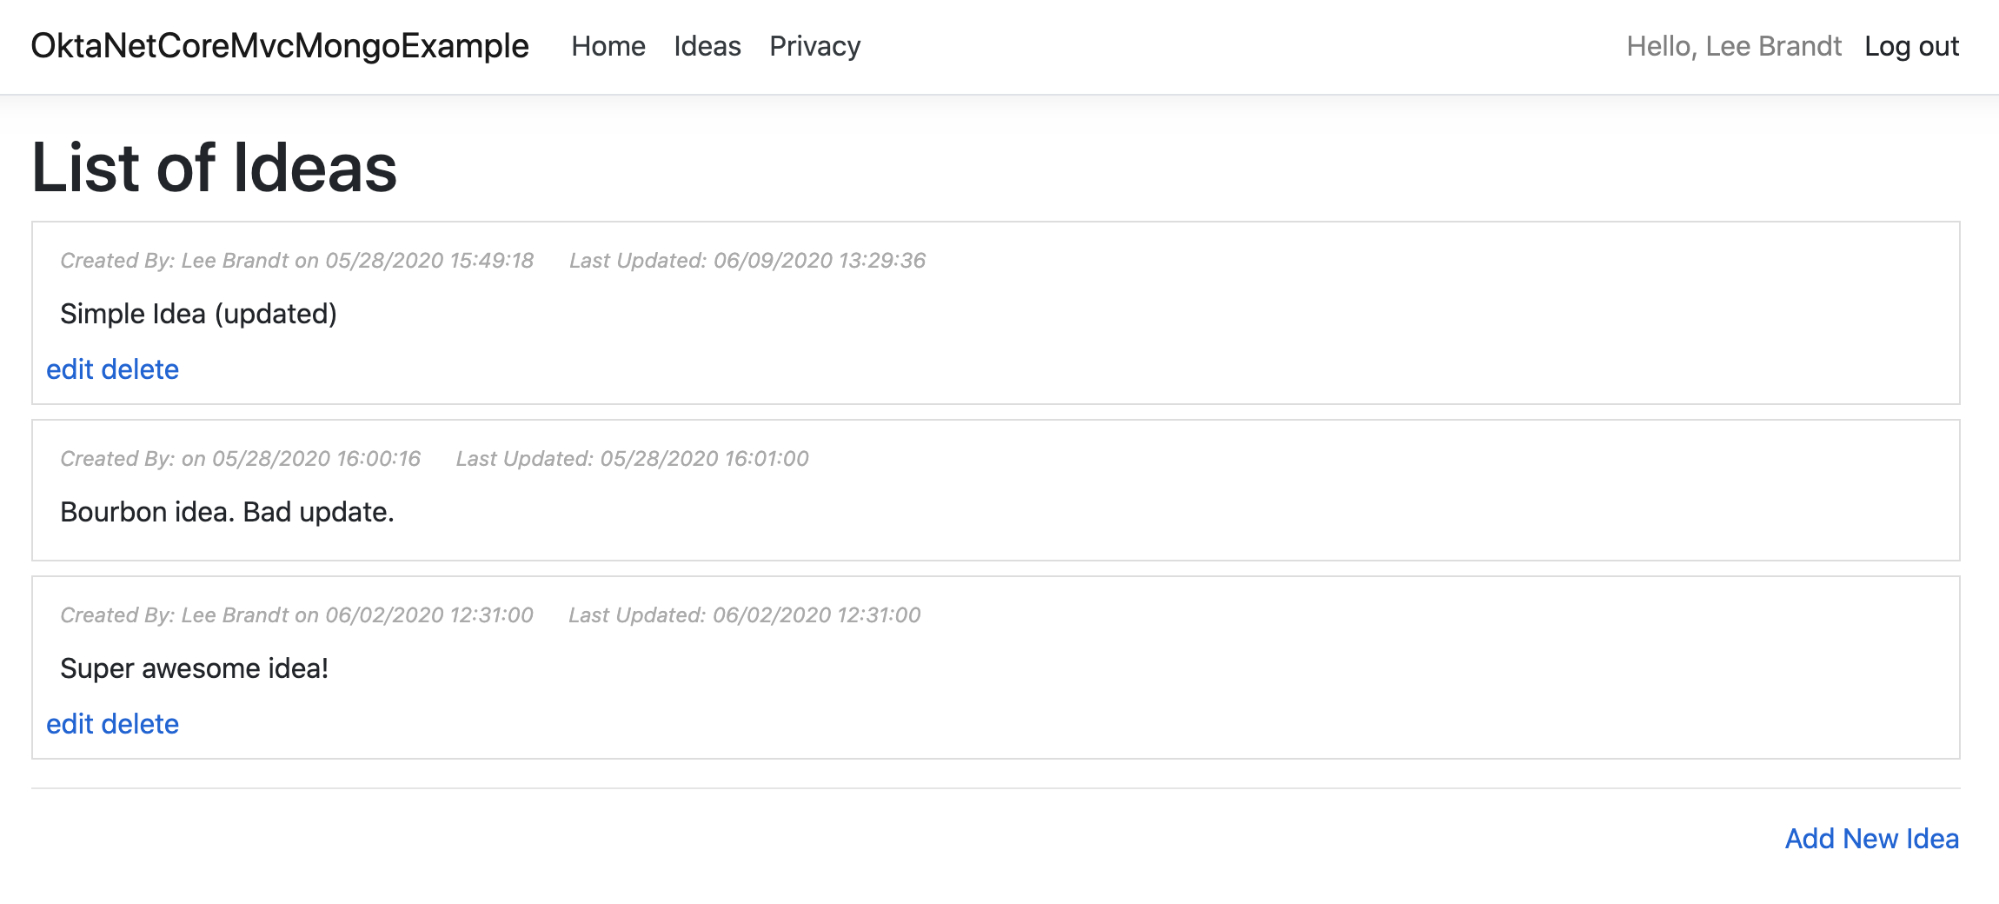 OktaNetCoreMvcMongoExample Home Ideas Privacy Hello, Lee Brandt Log out
List of Ideas
Created By: Lee Brandt on 05/28/2020 15:49:18 Last Updated: 06/09/2020 13:29:36
Simple Idea (updated)
edit delete
Created By: on 05/28/2020 16:00:16 Last Updated: 05/28/2020 16:01:00
Bourbon idea. Bad update.
Created By: Lee Brandt on 06/02/2020 12:31:00 Last Updated: 06/02/2020 12:31:00
Super awesome idea!
edit delete
Add New Idea